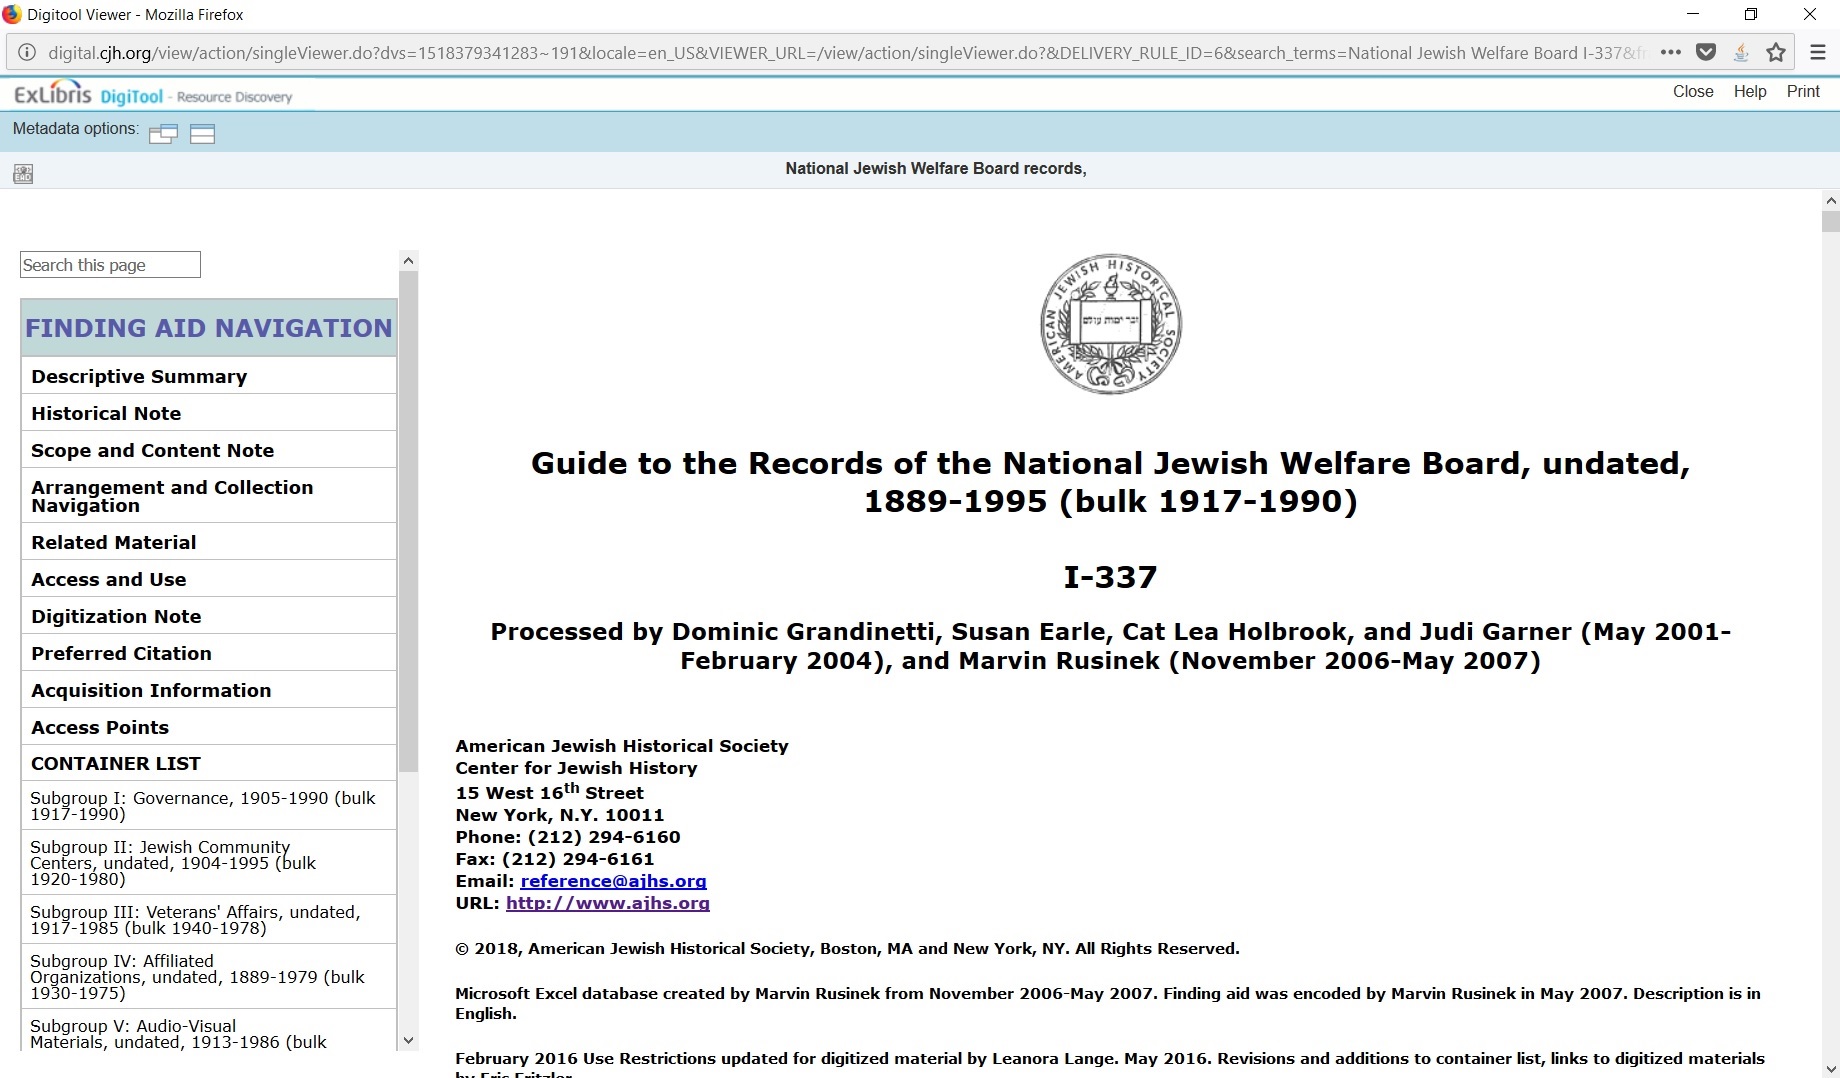 Digitool Viewer - Mozilla Firefox
digital.cjh.org/view/action/singleViewer.do?dvs=1518379341283~191&locale=en_US&VIEWER_URL=/view/action/singleViewer.do?&DELIVERY_RULE_ID=6&search_terms=National Jewish Welfare Board I-337&f
ExLibris DigiTool - Resource Discovery
Close Help Print
Metadata options:
EAD
National Jewish Welfare Board records,
Search this page
FINDING AID NAVIGATION
Descriptive Summary
Historical Note
Scope and Content Note
Arrangement and Collection
Navigation
Related Material
Access and Use
Digitization Note
Preferred Citation
Acquisition Information
Access Points
CONTAINER LIST
Subgroup I: Governance, 1905-1990 (bulk
1917-1990)
Subgroup II: Jewish Community
Centers, undated, 1904-1995 (bulk
1920-1980)
Subgroup III: Veterans' Affairs, undated,
1917-1985 (bulk 1940-1978)
Subgroup IV: Affiliated
Organizations, undated, 1889-1979 (bulk
1930-1975)
Subgroup V: Audio-Visual
Materials, undated, 1913-1986 (bulk
AMERICAN JEWISH HISTORICAL SOCIETY
זכר ימות עולם
Guide to the Records of the National Jewish Welfare Board, undated,
1889-1995 (bulk 1917-1990)
I-337
Processed by Dominic Grandinetti, Susan Earle, Cat Lea Holbrook, and Judi Garner (May 2001-
February 2004), and Marvin Rusinek (November 2006-May 2007)
American Jewish Historical Society
Center for Jewish History
15 West 16th Street
New York, N.Y. 10011
Phone: (212) 294-6160
Fax: (212) 294-6161
Email: reference@ajhs.org
URL: http://www.ajhs.org
© 2018, American Jewish Historical Society, Boston, MA and New York, NY. All Rights Reserved.
Microsoft Excel database created by Marvin Rusinek from November 2006-May 2007. Finding aid was encoded by Marvin Rusinek in May 2007. Description is in
English.
February 2016 Use Restrictions updated for digitized material by Leanora Lange. May 2016. Revisions and additions to container list, links to digitized materials
by Eric Fritzler